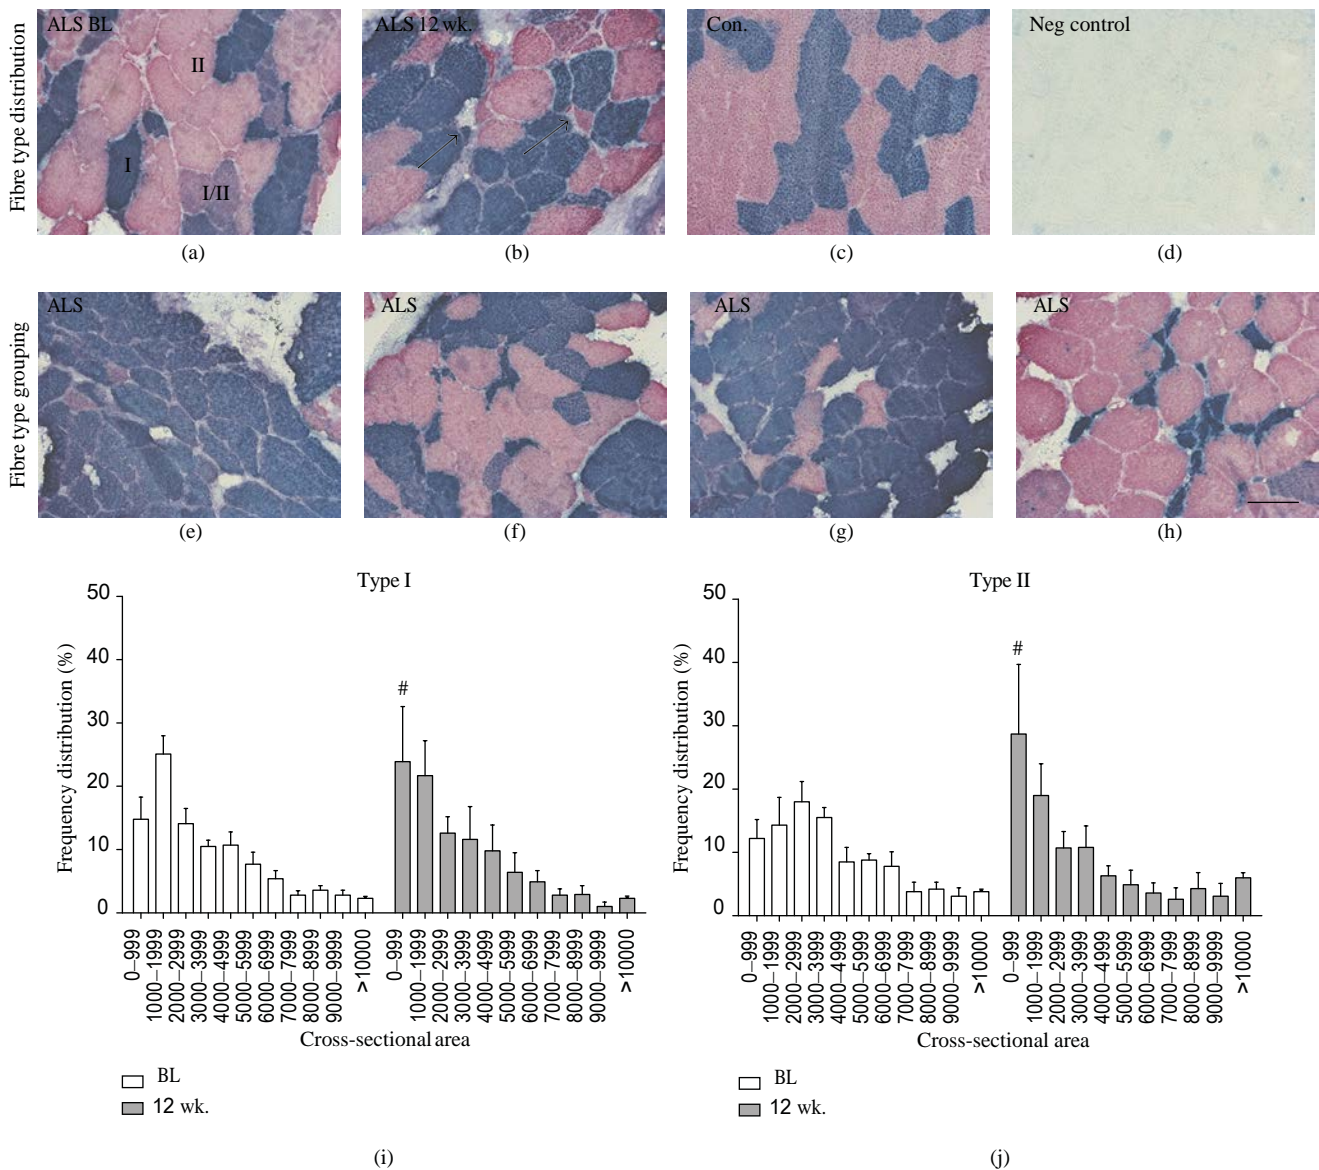 Fibre type distribution
ALS BL
II
I
I/II
(a)
ALS 12 wk.
(b)
Con.
(c)
Neg control
(d)
Fibre type grouping
ALS
(e)
ALS
(f)
ALS
(g)
ALS
(h)
Type I
Frequency distribution (%)
50
40
30
20
10
0
#
0–999
1000–1999
2000–2999
3000–3999
4000–4999
5000–5999
6000–6999
7000–7999
8000–8999
9000–9999
>10000
0–999
1000–1999
2000–2999
3000–3999
4000–4999
5000–5999
6000–6999
7000–7999
8000–8999
9000–9999
>10000
Cross-sectional area
BL
12 wk.
(i)
Type II
Frequency distribution (%)
50
40
30
20
10
0
#
0–999
1000–1999
2000–2999
3000–3999
4000–4999
5000–5999
6000–6999
7000–7999
8000–8999
9000–9999
>10000
0–999
1000–1999
2000–2999
3000–3999
4000–4999
5000–5999
6000–6999
7000–7999
8000–8999
9000–9999
>10000
Cross-sectional area
BL
12 wk.
(j)